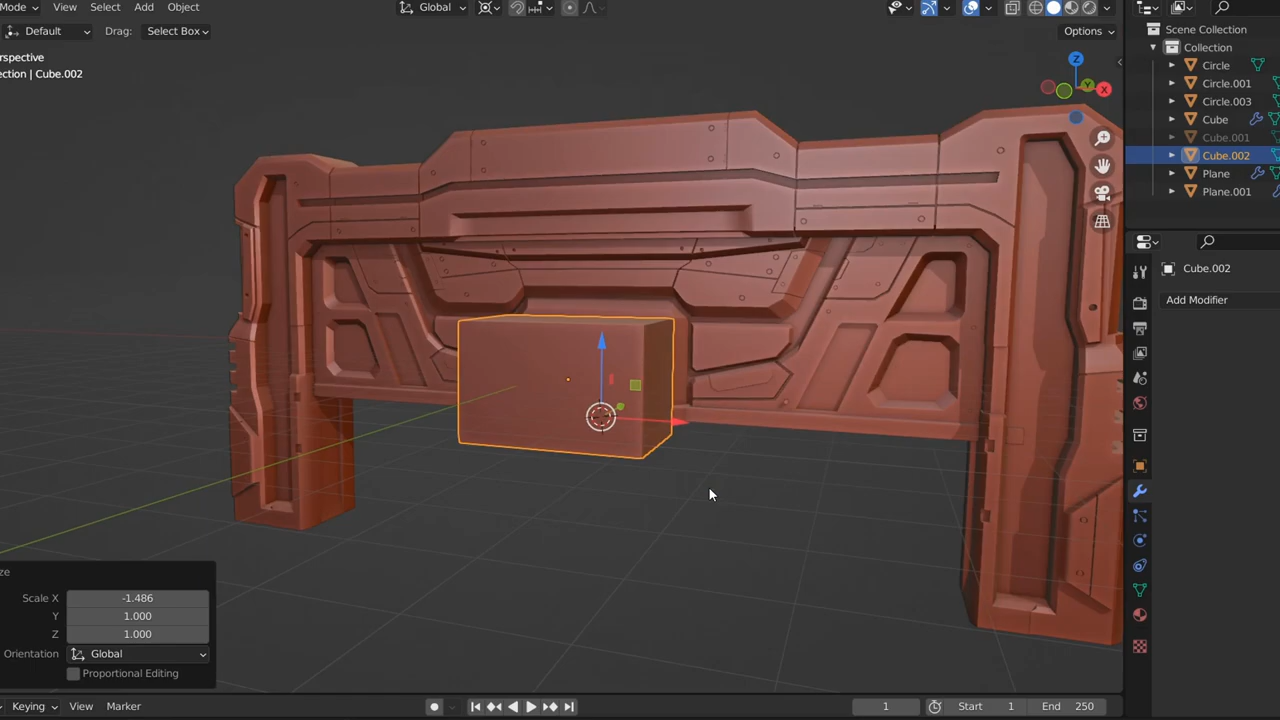 Mode View Select Add Object Global
Default Drag: Select Box Options
Scene Collection
Collection
Circle
Circle.001
Circle.003
Cube
Cube.001
Cube.002
Plane
Plane.001
rspective
ection | Cube.002
Z
Y
X
Cube.002
Add Modifier
ze
Scale X -1.486
Y 1.000
Z 1.000
Orientation Global
Proportional Editing
Keying View Marker 1 Start 1 End 250